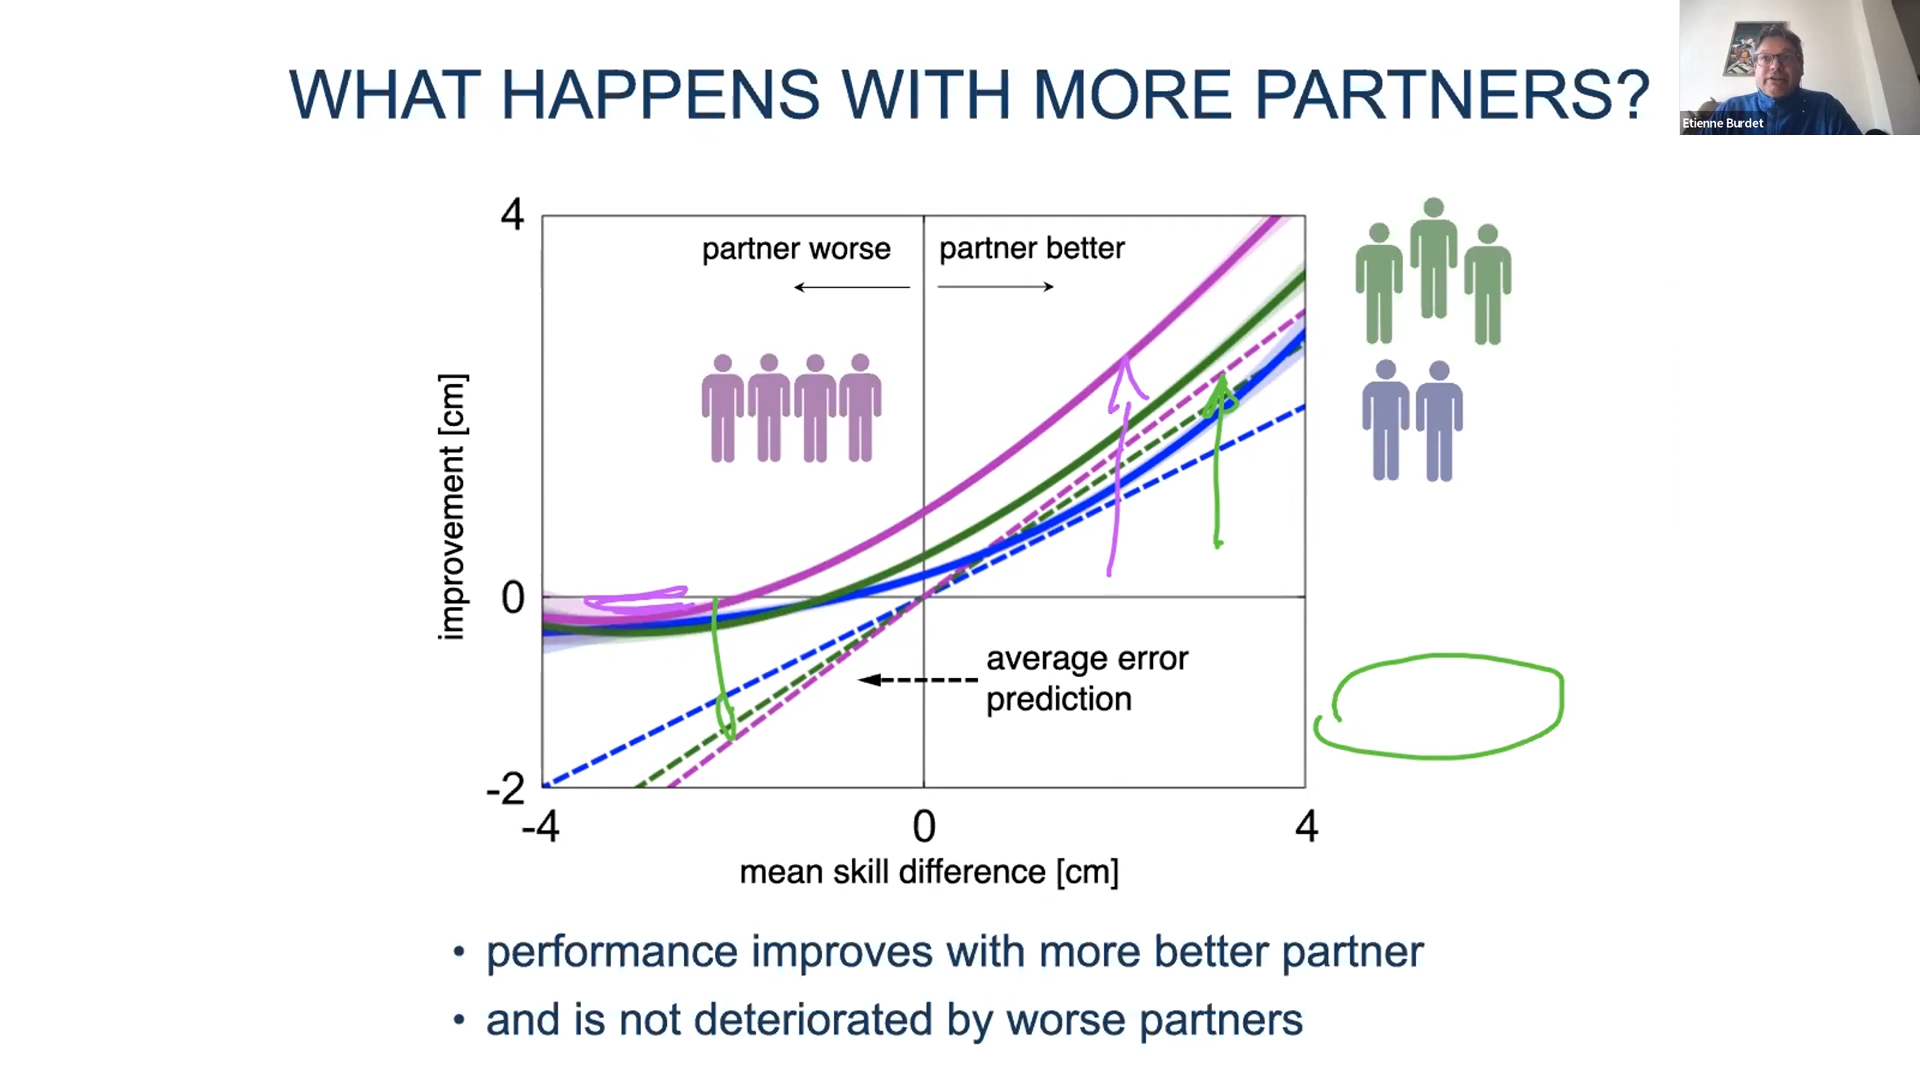 WHAT HAPPENS WITH MORE PARTNERS?
Etienne Burdet
4
partner worse
partner better
improvement [cm]
0
average error
prediction
-2
-4
0
4
mean skill difference [cm]
• performance improves with more better partner
• and is not deteriorated by worse partners